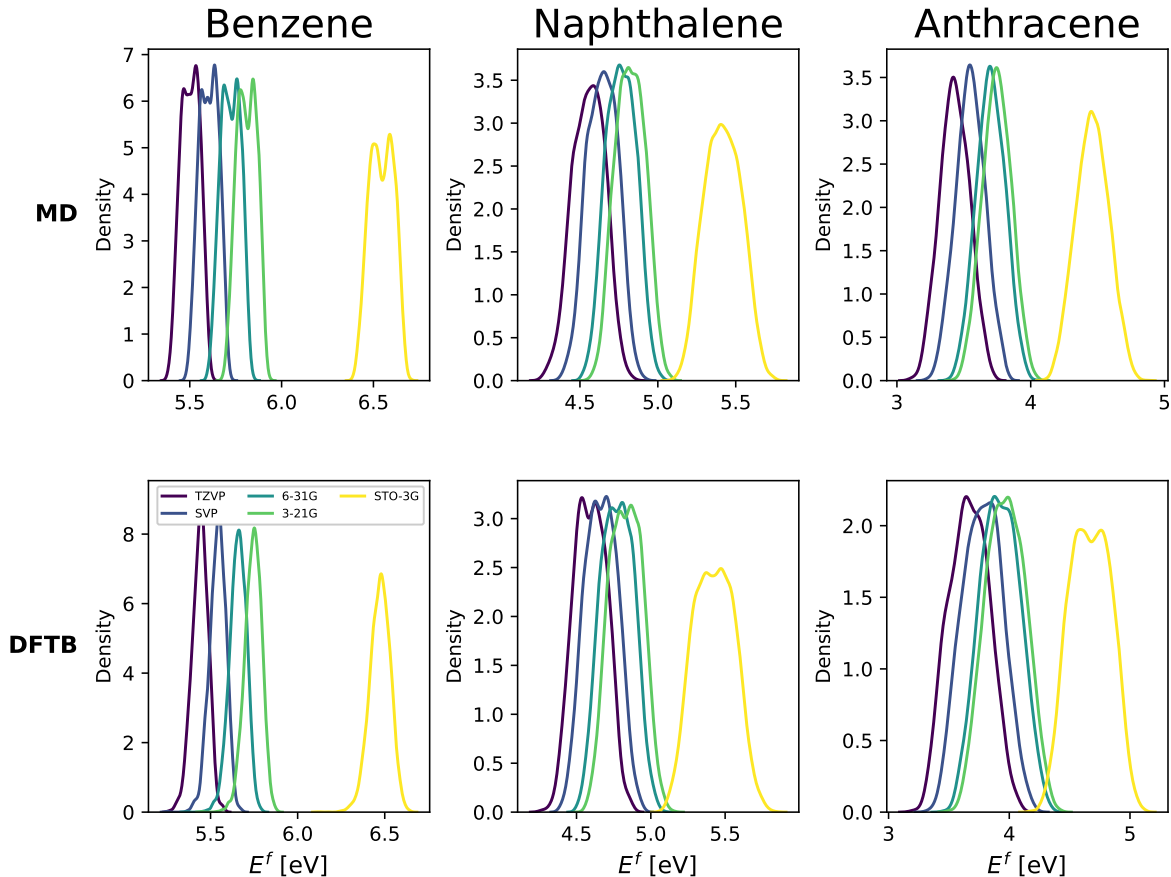 Benzene Naphthalene Anthracene
MD
Density
7
6
5
4
3
2
1
0
5.5 6.0 6.5
Density
3.5
3.0
2.5
2.0
1.5
1.0
0.5
0.0
4.5 5.0 5.5
Density
3.5
3.0
2.5
2.0
1.5
1.0
0.5
0.0
3 4 5
DFTB
Density
8
6
4
2
0
TZVP 6-31G STO-3G
SVP 3-21G
5.5 6.0 6.5
E^f [eV]
Density
3.0
2.5
2.0
1.5
1.0
0.5
0.0
4.5 5.0 5.5
E^f [eV]
Density
2.0
1.5
1.0
0.5
0.0
3 4 5
E^f [eV]